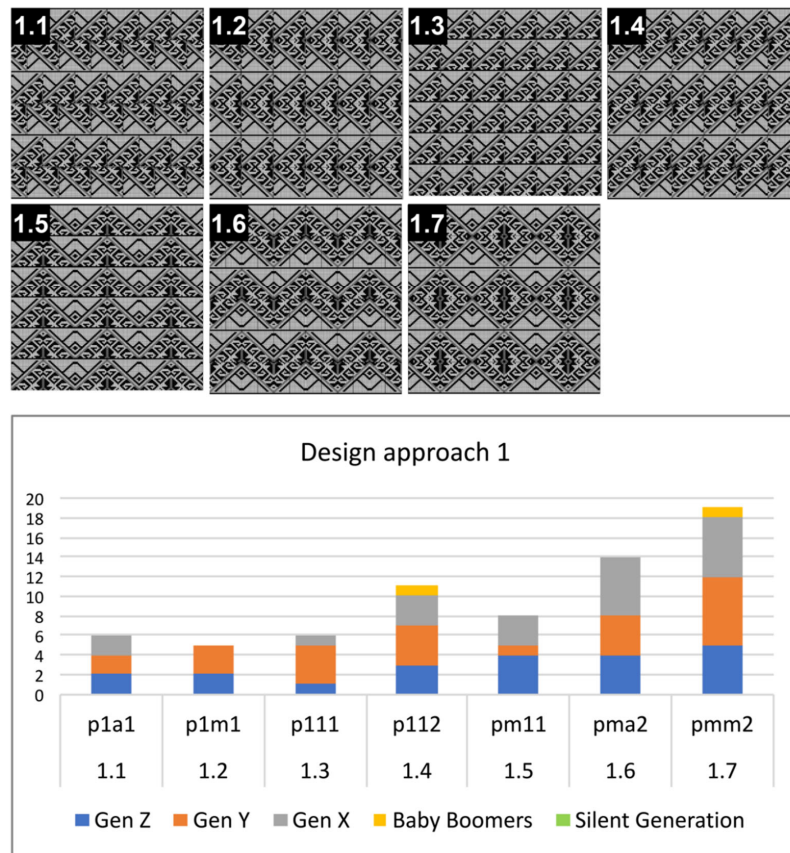 1.1 1.2 1.3 1.4
1.5 1.6 1.7
Design approach 1
20
18
16
14
12
10
8
6
4
2
0
p1a1 p1m1 p111 p112 pm11 pma2 pmm2
1.1 1.2 1.3 1.4 1.5 1.6 1.7
Gen Z Gen Y Gen X Baby Boomers Silent Generation